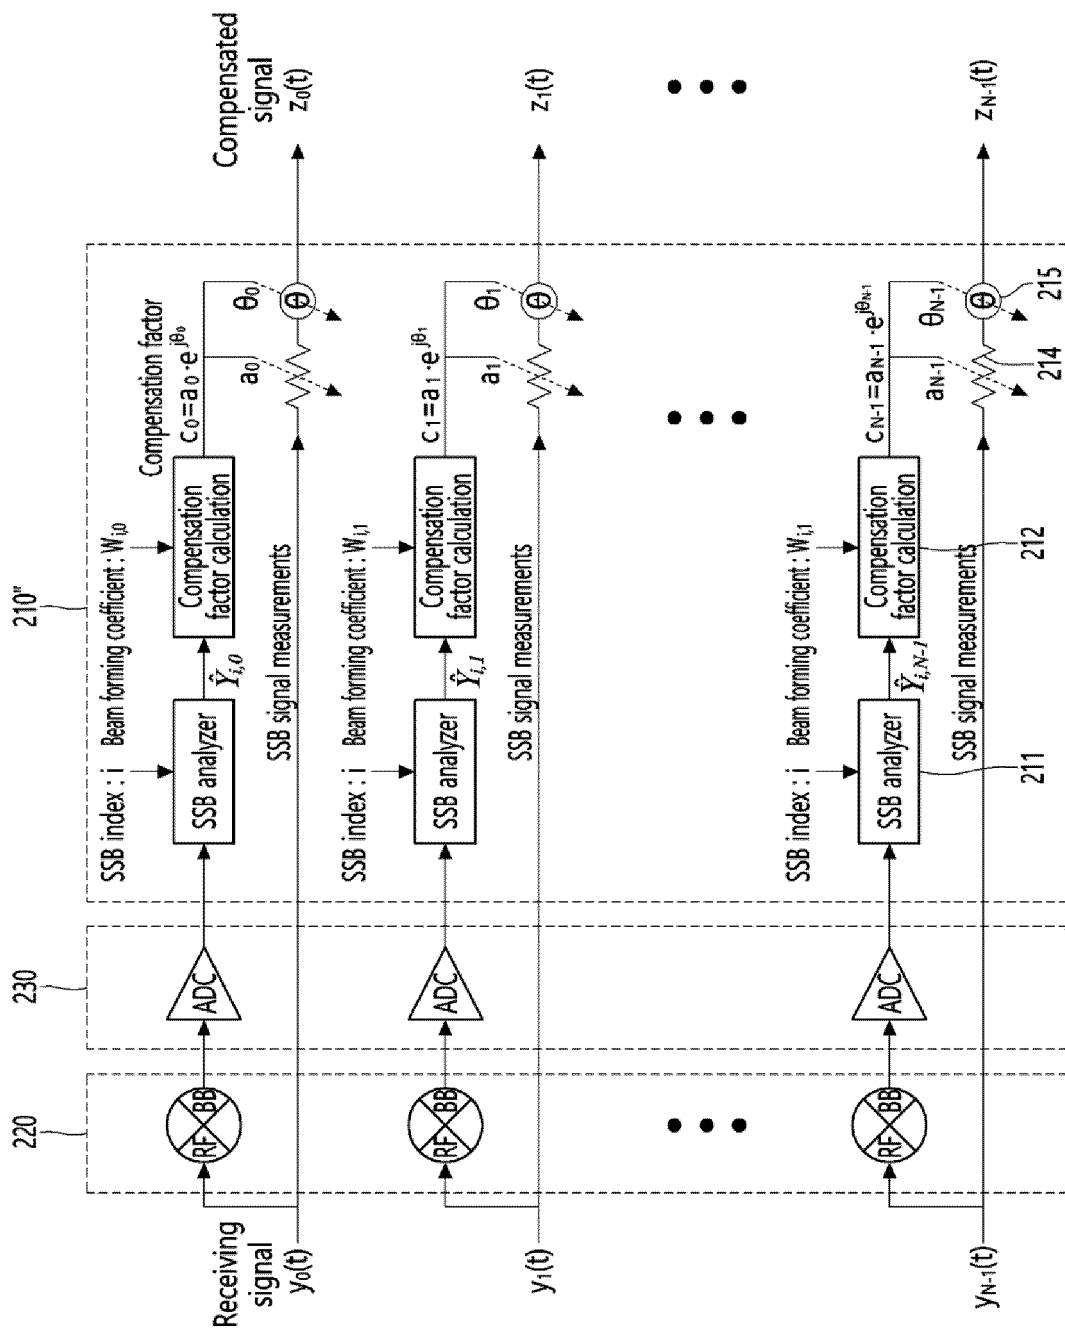 220
230
210"
Receiving
signal
y0(t)
RF
BB
ADC
SSB index : i
SSB analyzer
Ŷi,0
Beam forming coefficient : Wi,0
Compensation
factor calculation
Compensation factor
c0=a0·e^jθ0
a0
θ0
θ
SSB signal measurements
Compensated
signal
z0(t)
y1(t)
RF
BB
ADC
SSB index : i
SSB analyzer
Ŷi,1
Beam forming coefficient : Wi,1
Compensation
factor calculation
c1=a1·e^jθ1
a1
θ1
θ
SSB signal measurements
z1(t)
yN-1(t)
RF
BB
ADC
SSB index : i
SSB analyzer
Ŷi,N-1
Beam forming coefficient : Wi,1
Compensation
factor calculation
cN-1=aN-1·e^jθN-1
aN-1
θN-1
θ
SSB signal measurements
zN-1(t)
211
212
214
215